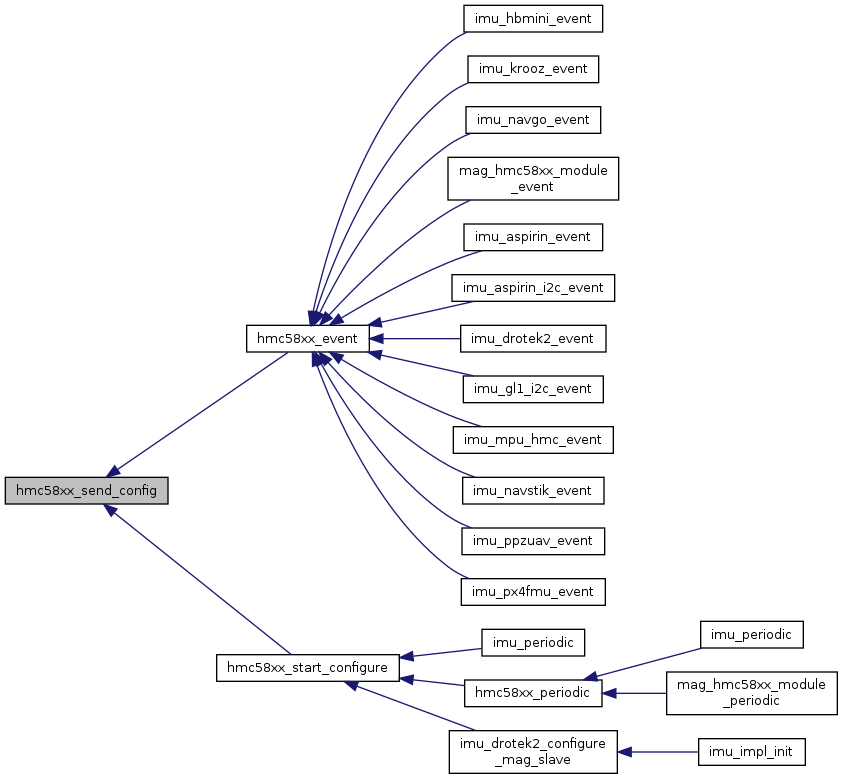 imu_hbmini_event
imu_krooz_event
imu_navgo_event
mag_hmc58xx_module
_event
imu_aspirin_event
imu_aspirin_i2c_event
hmc58xx_event
imu_drotek2_event
imu_gl1_i2c_event
imu_mpu_hmc_event
hmc58xx_send_config
imu_navstik_event
imu_ppzuav_event
imu_px4fmu_event
imu_periodic
imu_periodic
hmc58xx_start_configure
hmc58xx_periodic
mag_hmc58xx_module
_periodic
imu_drotek2_configure
_mag_slave
imu_impl_init